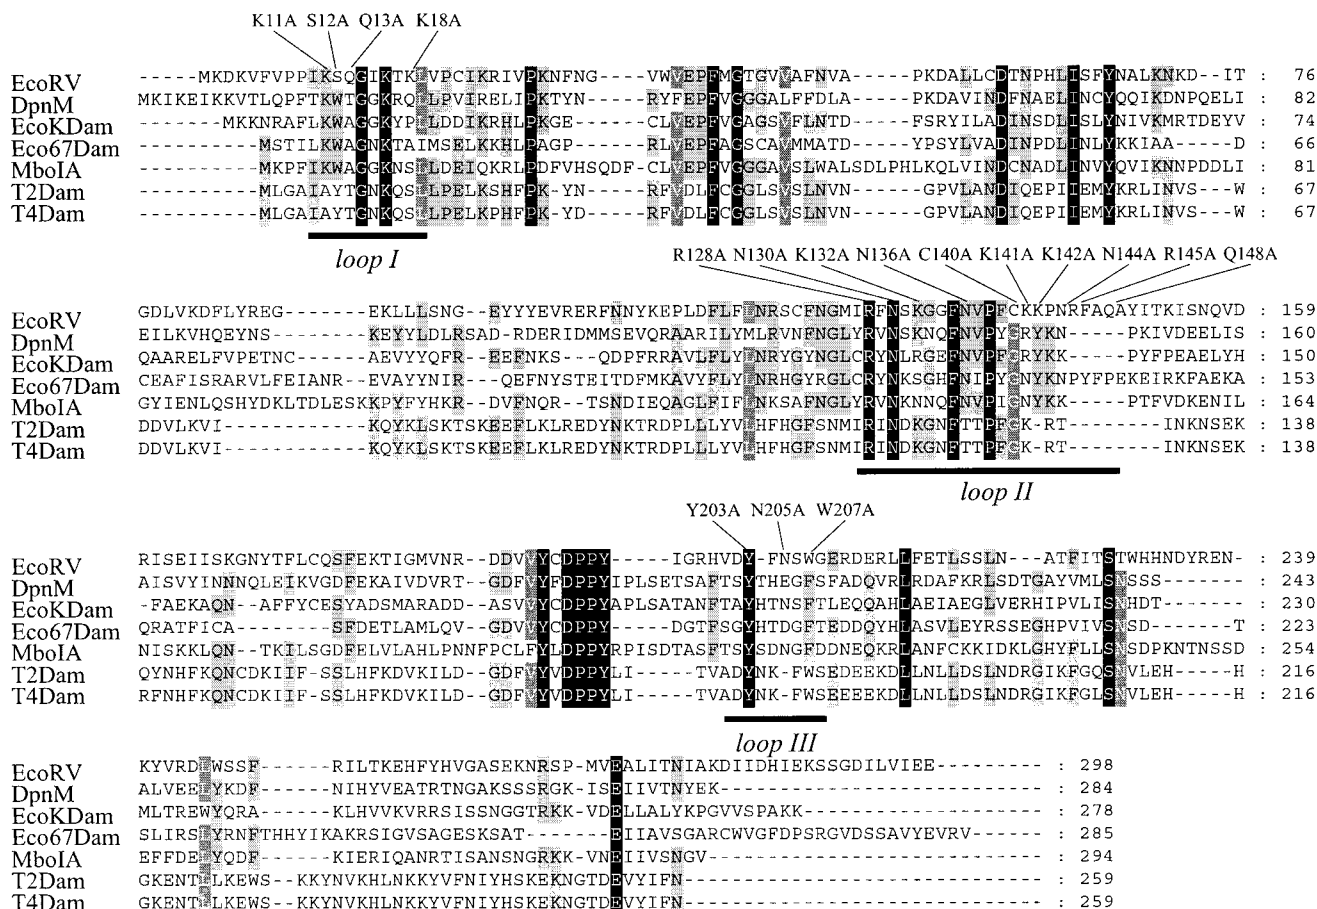 K11A S12A Q13A K18A
EcoRV -----MKDKVFVPPIKSQGIKTKLVPCIKRIVPKNFNG-----VWVEPFMGTGVVAFNVA-----PKDALLCDTNPHLISFYNALKNKD--IT : 76
DpnM MKIKEIKKVTLQPFTKWTGGKRQLLPVIRELIPKTYN------RYFEPFVGGGALFFDLA-----PKDAVINDFNAELINCYQQIKDNPQELI : 82
EcoKDam ------MKKNRAFLKWAGGKYPLLDDIKRHLPKGE-------CLVEPFVGAGSVFLNTD-----FSRYILADINSDLISLYNIVKMRTDEYV : 74
Eco67Dam --------MSTILKWAGNKTAIMSELKKHLPAGP-------RLVEPFAGSCAVMMATD-----YPSYLVADINPDLINLYKKIAA------D : 66
MboIA --------MKPFIKWAGGKNSLLDEIQKRLPDFVHSQDF-CLVEPFVGGGAVSLWALSDLPHLKQLVINDCNADLINVYQVIKNNPDDLI : 81
T2Dam --------MLGAIAYTGNKQSLLPELKSHFPK-YN------RFVDLFCGGLSVSLNVN-----GPVLANDIQEPIIEMYKRLINVS---W : 67
T4Dam --------MLGAIAYTGNKQSLLPELKPHFPK-YD------RFVDLFCGGLSVSLNVN-----GPVLANDIQEPIIEMYKRLINVS---W : 67
loop I
R128A N130A K132A N136A C140A K141A K142A N144A R145A Q148A
EcoRV GDLVKDFLYREG-------EKLLLSNG--EYYYEVRERFNNYKEPLDFLFLNRSCFNGMIRFNSKGGFNVPFCKKPNRFAQAYITKISNQVD : 159
DpnM EILKVHQEYNS--------KEYYLDLRSAD-RDERIDMMSEVQRAARILYMLRVNFNGLYRVNSKNQFNVPYGRYKN-----PKIVDEELIS : 160
EcoKDam QAARELFVPETNC------AEVYYQFR--EEFNKS---QDPFRRAVLFLYLNRYGYNGLCRYNLRGEFNVPFGRYKK-----PYFPEAELYH : 150
Eco67Dam CEAFISRARVLFEIANR--EVAYYNIR---QEFNYSTEITDFMKAVYFLYLNRHGYRGLCRYNKSGHFNIPYGNYKNPYFPEKEIRKFAEKA : 153
MboIA GYIENLQSHYDKLTDLESKKPYFYHKR--DVFNQR--TSNDIEQAGLFIFLNKSAFNGLYRVNKNNQFNVPIGNYKK-----PTFVDKENIL : 164
T2Dam DDVLKVI------------KQYKLSKTSKEEFLKLREDYNKTRDPLLLYVLHFHGFSNMIRINDKGNFTTPFGK-RT-----INKNSEK : 138
T4Dam DDVLKVI------------KQYKLSKTSKEEFLKLREDYNKTRDPLLLYVLHFHGFSNMIRINDKGNFTTPFGK-RT-----INKNSEK : 138
loop II
Y203A N205A W207A
EcoRV RISEIISKGNYTFLCQSFEKTIGMVNR--DDVVYCDPPY-----IGRHVDY-FNSWGERDERLLFETLSSLN---ATFITSTWHHNDYREN- : 239
DpnM AISVYINNNQLEIKVGDFEKAIVDVRT--GDFVYFDPPYIPLSETSAFTSYTHEGFSFADQVRLRDAFKRLSDTGAYVMLSNSSS------- : 243
EcoKDam -FAEKAQN--AFFYCESYADSMARADD--ASVVYCDPPYAPLSATANFTAYHTNSFTLEQQAHLAEIAEGLVERHIPVLISNHDT------- : 230
Eco67Dam QRATFICA--------SFDETLAMLQV--GDVVYCDPPY-----DGTFSGYHTDGFTEDDQYHLASVLEYRSSEGHPVIVSNSD-------T : 223
MboIA NISKKLQN--TKILSGDFELVLAHLPNNFPCLFYLDPPYRPISDTASFTSYSDNGFDDNEQKRLANFCKKIDKLGHYFLLSNSDPKNTNSSD : 254
T2Dam QYNHFKQNCDKIIF-SSLHFKDVKILD--GDFVYVDPPYLI-----TVADYNK-FWSEDEEKDLLNLLDSLNDRGIKFGQSNVLEH-----H : 216
T4Dam RFNHFKQNCDKIIF-SSLHFKDVKILD--GDFVYVDPPYLI-----TVADYNK-FWSEEEEKDLLNLLDSLNDRGIKFGLSNVLEH-----H : 216
loop III
EcoRV KYVRDLWSSF------RILTKEHFYHVGASEKNRSP-MVEALITNIAKDIIDHIEKSSGDILVIEE--------- : 298
DpnM ALVEELYKDF------NIHYVEATRTNGAKSSSRGK-ISEIIVTNYEK--------------------------- : 284
EcoKDam MLTREWYQRA------KLHVVKVRRSISSNGGTRKK-VDELLALYKPGVVSPAKK-------------------- : 278
Eco67Dam SLIRSLYRNFTHHYIKAKRSIGVSAGESKSAT-------EIIAVSGARCWVGFDPSRGVDSSAVYEVRV------ : 285
MboIA EFFDELYQDF------KIERIQANRTISANSNGRKK-VNEIIVSNGV---------------------------- : 294
T2Dam GKENTLLKEWS-KKYNVKHLNKKYVFNIYHSKEKNGTDEVYIFN------------------------------ : 259
T4Dam GKENTLLKEWS-KKYNVKHLNKKYVFNIYHSKEKNGTDEVYIFN------------------------------ : 259